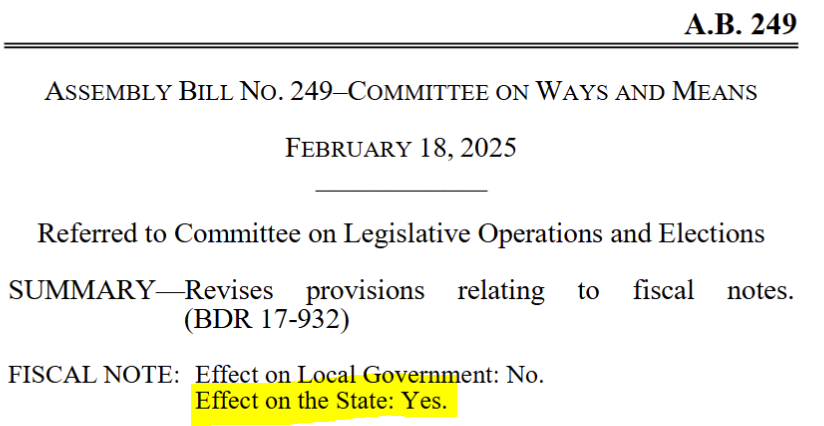 A.B. 249
ASSEMBLY BILL NO. 249–COMMITTEE ON WAYS AND MEANS
FEBRUARY 18, 2025
Referred to Committee on Legislative Operations and Elections
SUMMARY—Revises provisions relating to fiscal notes.
(BDR 17-932)
FISCAL NOTE: Effect on Local Government: No.
Effect on the State: Yes.